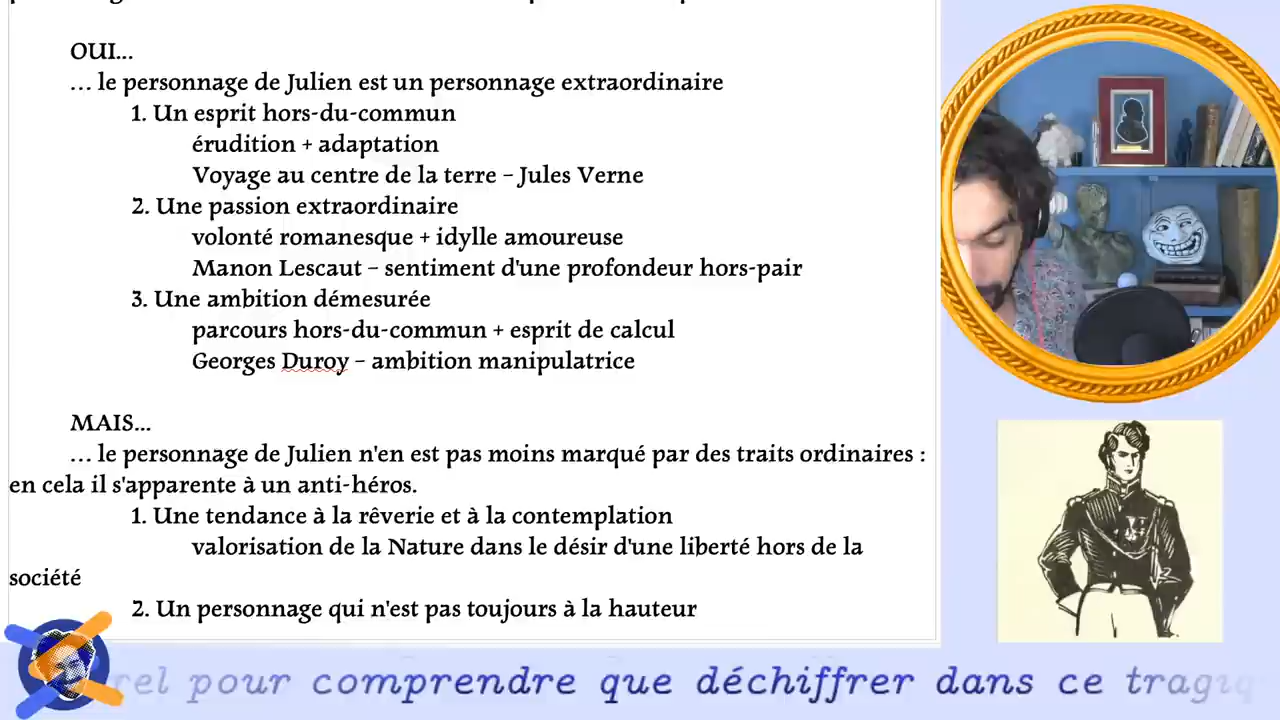 OUI...
... le personnage de Julien est un personnage extraordinaire
1. Un esprit hors-du-commun
érudition + adaptation
Voyage au centre de la terre – Jules Verne
2. Une passion extraordinaire
volonté romanesque + idylle amoureuse
Manon Lescaut – sentiment d'une profondeur hors-pair
3. Une ambition démesurée
parcours hors-du-commun + esprit de calcul
Georges Duroy – ambition manipulatrice
MAIS...
... le personnage de Julien n'en est pas moins marqué par des traits ordinaires :
en cela il s'apparente à un anti-héros.
1. Une tendance à la rêverie et à la contemplation
valorisation de la Nature dans le désir d'une liberté hors de la
société
2. Un personnage qui n'est pas toujours à la hauteur
rel pour comprendre que déchiffrer dans ce tragiq